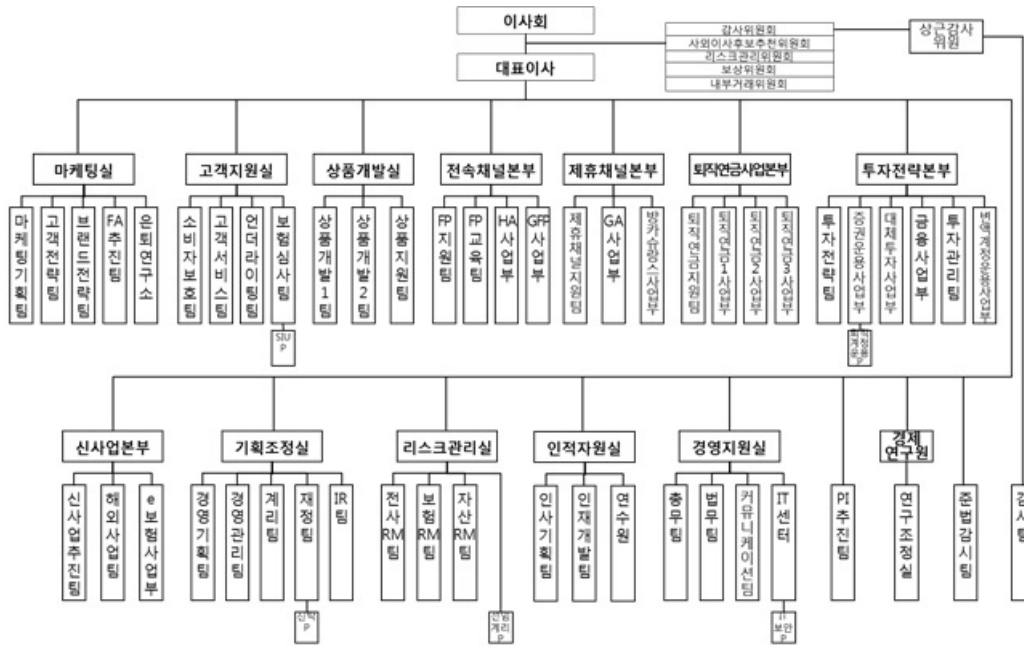 이사회
감사위원회
사외이사후보추천위원회
리스크관리위원회
보상위원회
내부거래위원회
상근감사
위원
대표이사
마케팅실
고객지원실
상품개발실
전속채널본부
제휴채널본부
퇴직연금사업본부
투자전략본부
마케팅기획팀
고객전략팀
브랜드전략팀
FA추진팀
은퇴연구소
소비자보호팀
고객서비스팀
언더라이팅팀
보험심사팀
상품개발1팀
상품개발2팀
상품지원팀
FP지원팀
FP교육팀
HA사업부
GFP사업부
제휴채널지원팀
GA사업부
방카슈랑스사업부
퇴직연금지원팀
퇴직연금1사업부
퇴직연금2사업부
퇴직연금3사업부
투자전략팀
증권운용사업부
대체투자사업부
금융사업부
투자관리팀
변액계정운용사업부
SIU
P
신사업본부
기획조정실
리스크관리실
인적자원실
경영지원실
경제
연구원
신사업추진팀
해외사업팀
e보험사업부
경영기획팀
경영관리팀
계리팀
재정팀
IR팀
전사RM팀
보험RM팀
자산RM팀
인사기획팀
인재개발팀
연수원
총무팀
법무팀
커뮤니케이션팀
IT센터
PI추진팀
연구조정실
준법감시팀
신탁
P
선임
계리
P
IT
보안
P